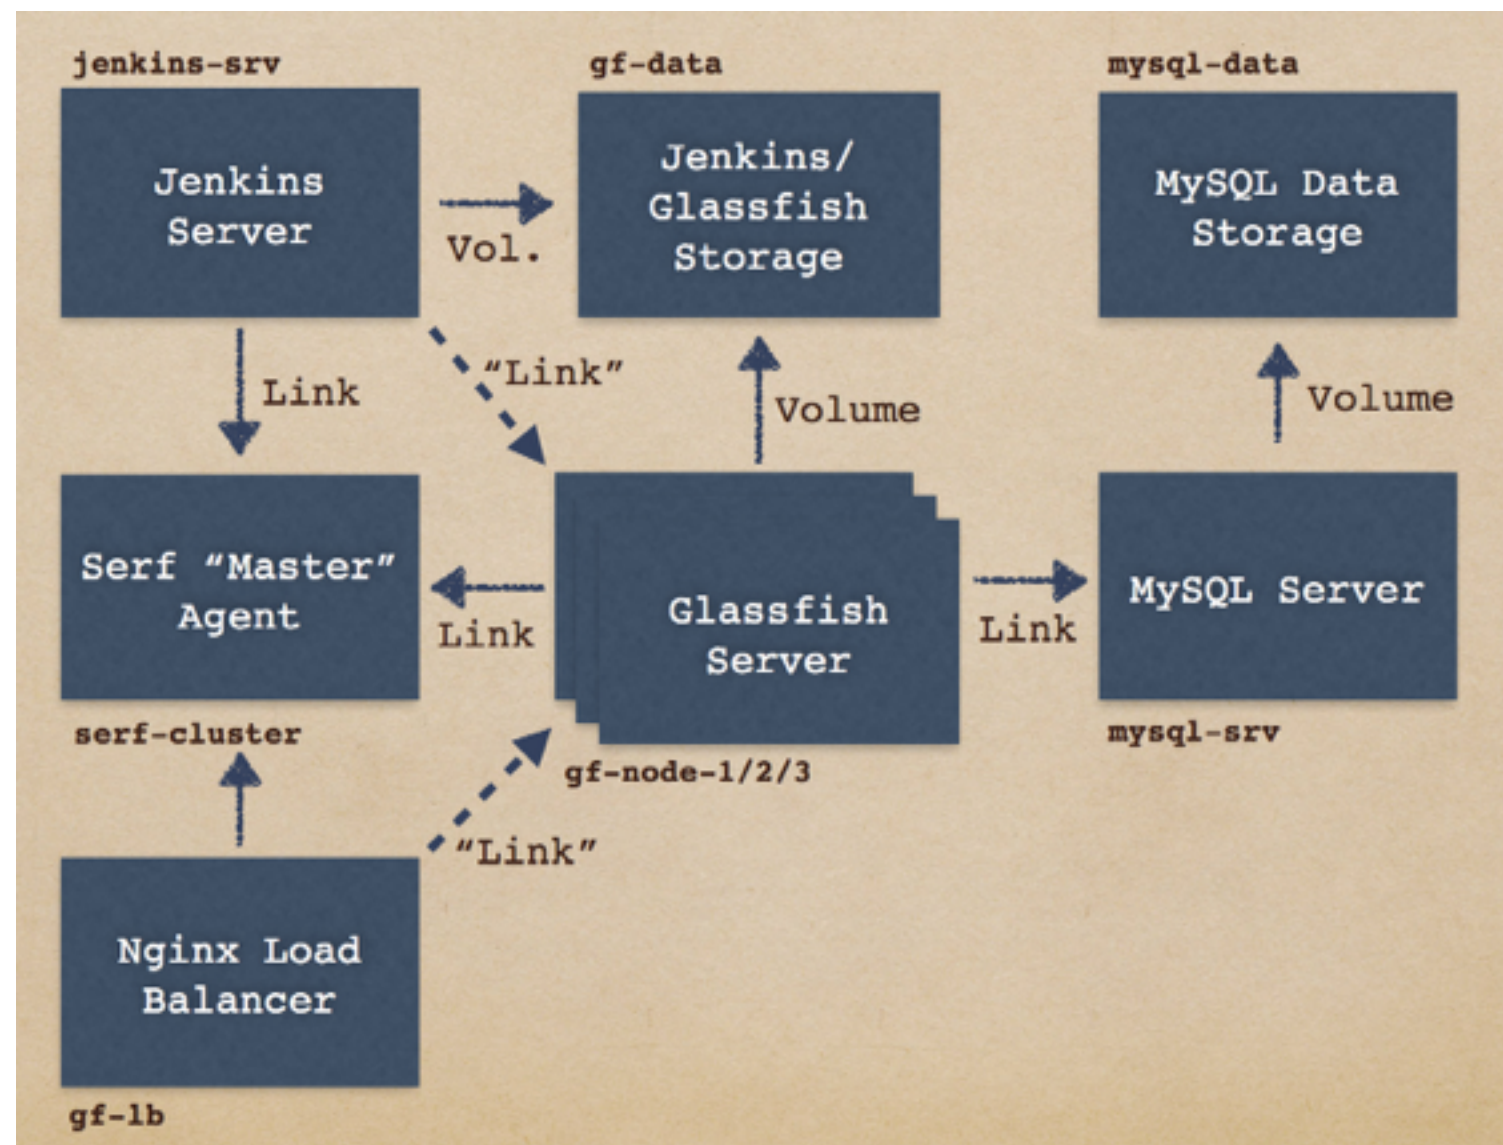 jenkins-srv
gf-data
mysql-data
Jenkins
Server
Vol.
Jenkins/
Glassfish
Storage
MySQL Data
Storage
Link
“Link”
Volume
Volume
Serf “Master”
Agent
Link
Glassfish
Server
Link
MySQL Server
serf-cluster
gf-node-1/2/3
mysql-srv
“Link”
Nginx Load
Balancer
gf-lb